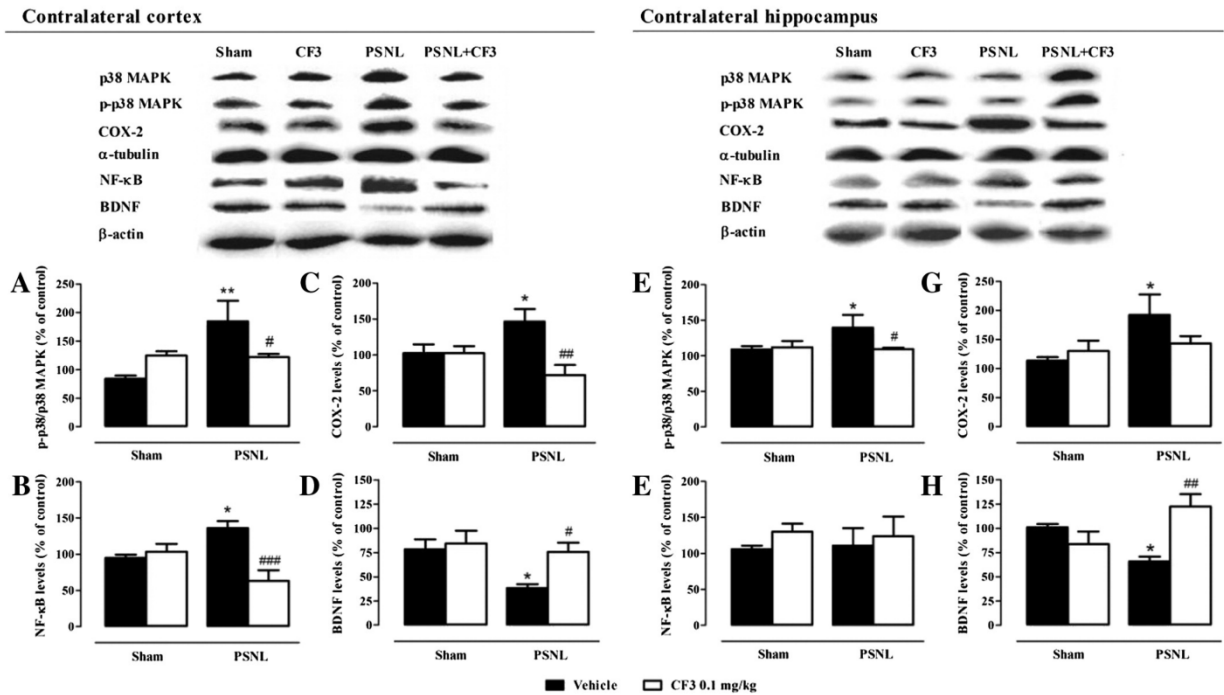 Contralateral cortex
Sham CF3 PSNL PSNL+CF3
p38 MAPK
p-p38 MAPK
COX-2
α-tubulin
NF-κB
BDNF
β-actin
Contralateral hippocampus
Sham CF3 PSNL PSNL+CF3
p38 MAPK
p-p38 MAPK
COX-2
α-tubulin
NF-κB
BDNF
β-actin
A
p-p38/p38 MAPK (% of control)
250
200
150
100
50
0
**
#
Sham PSNL
C
COX-2 levels (% of control)
200
150
100
50
0
*
##
Sham PSNL
E
p-p38/p38 MAPK (% of control)
200
150
100
50
0
*
#
Sham PSNL
G
COX-2 levels (% of control)
250
200
150
100
50
0
*
Sham PSNL
B
NF-κB levels (% of control)
200
150
100
50
0
*
###
Sham PSNL
D
BDNF levels (% of control)
150
125
100
75
50
25
0
*
#
Sham PSNL
E
NF-κB levels (% of control)
200
150
100
50
0
Sham PSNL
H
BDNF levels (% of control)
150
125
100
75
50
25
0
*
##
Sham PSNL
Vehicle CF3 0.1 mg/kg